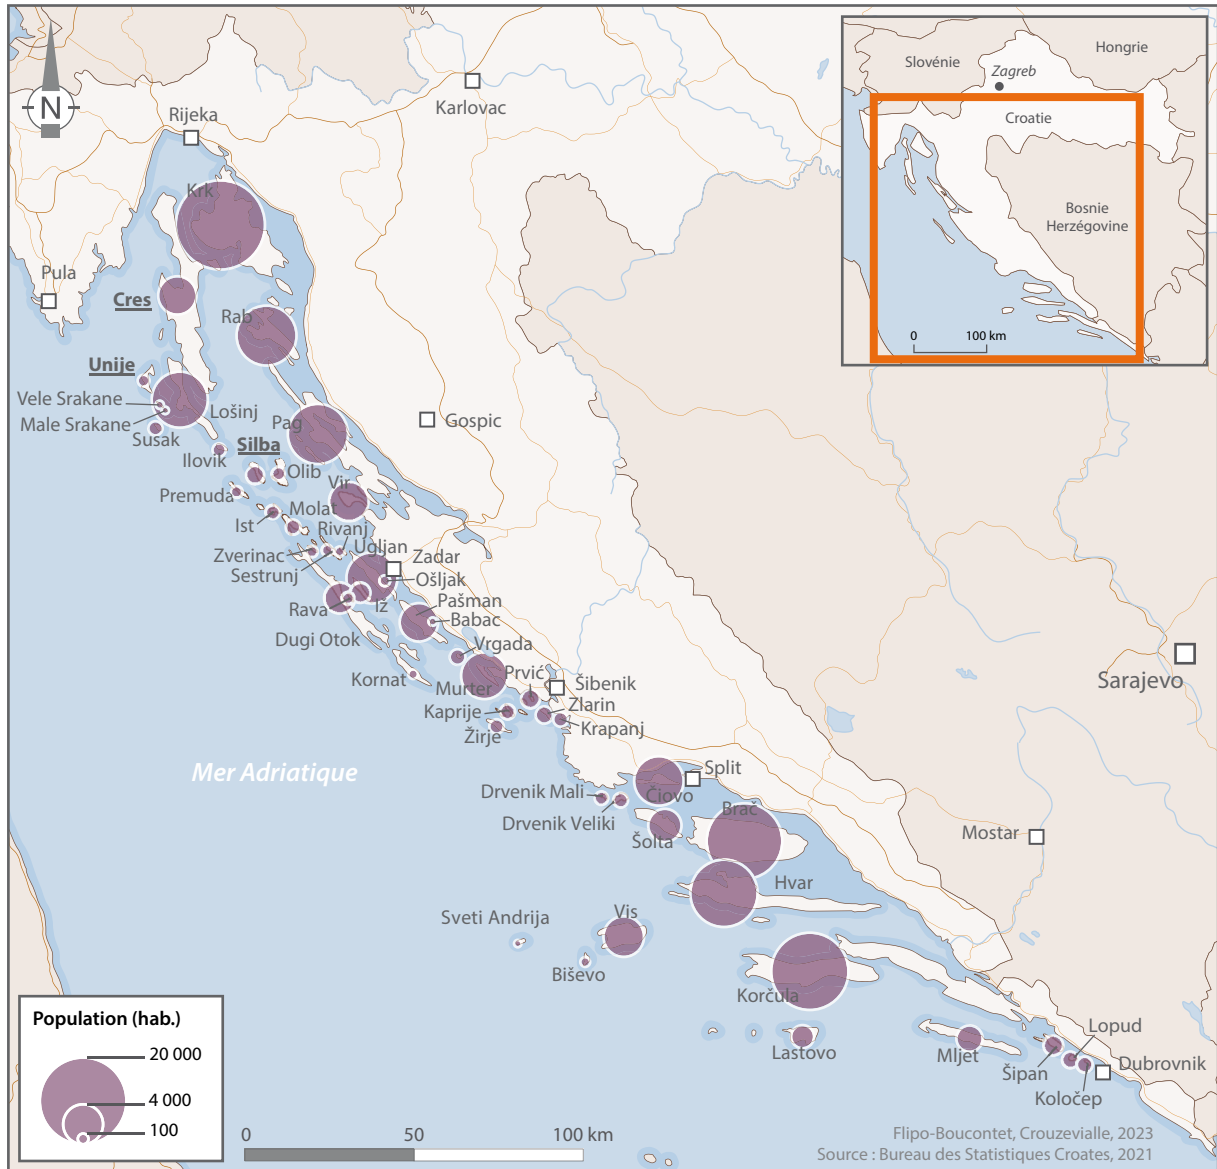 N
Rijeka
Karlovac
Krk
Pula
Cres
Rab
Unije
Vele Srakane
Male Srakane
Lošinj
Susak
Pag
Gospic
Ilovik
Silba
Olib
Vir
Premuda
Molat
Ist
Rivanj
Zverinac
Ugljan
Zadar
Sestrunj
Ošljak
Rava
Iž
Pašman
Babac
Dugi Otok
Vrgada
Kornat
Prvić
Murter
Šibenik
Kaprije
Zlarin
Žirje
Krapanj
Sarajevo
Mer Adriatique
Split
Drvenik Mali
Čiovo
Drvenik Veliki
Brač
Šolta
Mostar
Hvar
Vis
Sveti Andrija
Biševo
Korčula
Lastovo
Mljet
Lopud
Šipan
Dubrovnik
Koločep
Hongrie
Slovénie
Zagreb
Croatie
Bosnie
Herzégovine
0 100 km
Population (hab.)
20 000
4 000
100
0 50 100 km
Flipo-Boucontet, Crouzevialle, 2023
Source : Bureau des Statistiques Croates, 2021